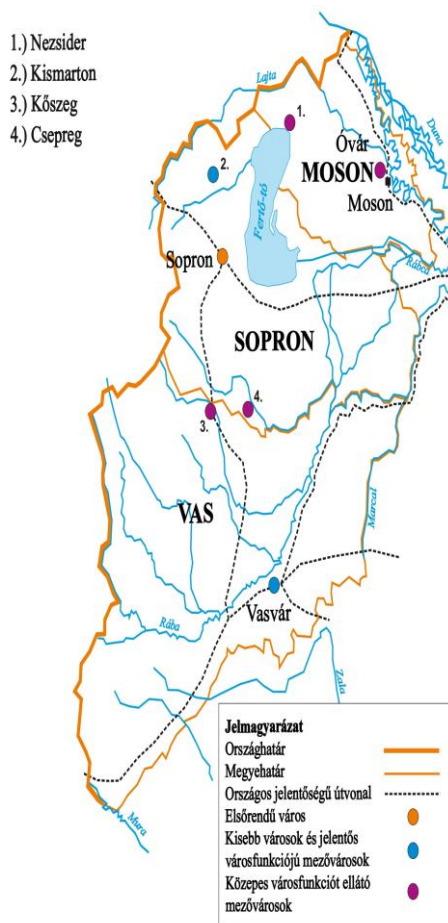 1.) Nezsider
2.) Kismarton
3.) Kőszeg
4.) Csepreg
Lajta
Duna
1.
Óvár
2.
MOSON
Moson
Fertő-tó
Sopron
Rábca
SOPRON
4.
3.
VAS
Marcal
Vasvár
Rába
Zala
Mura
Jelmagyarázat
Országhatár
Megyehatár
Országos jelentőségű útvonal
Elsőrendű város
Kisebb városok és jelentős
városfunkciójú mezővárosok
Közepes városfunkciót ellátó
mezővárosok